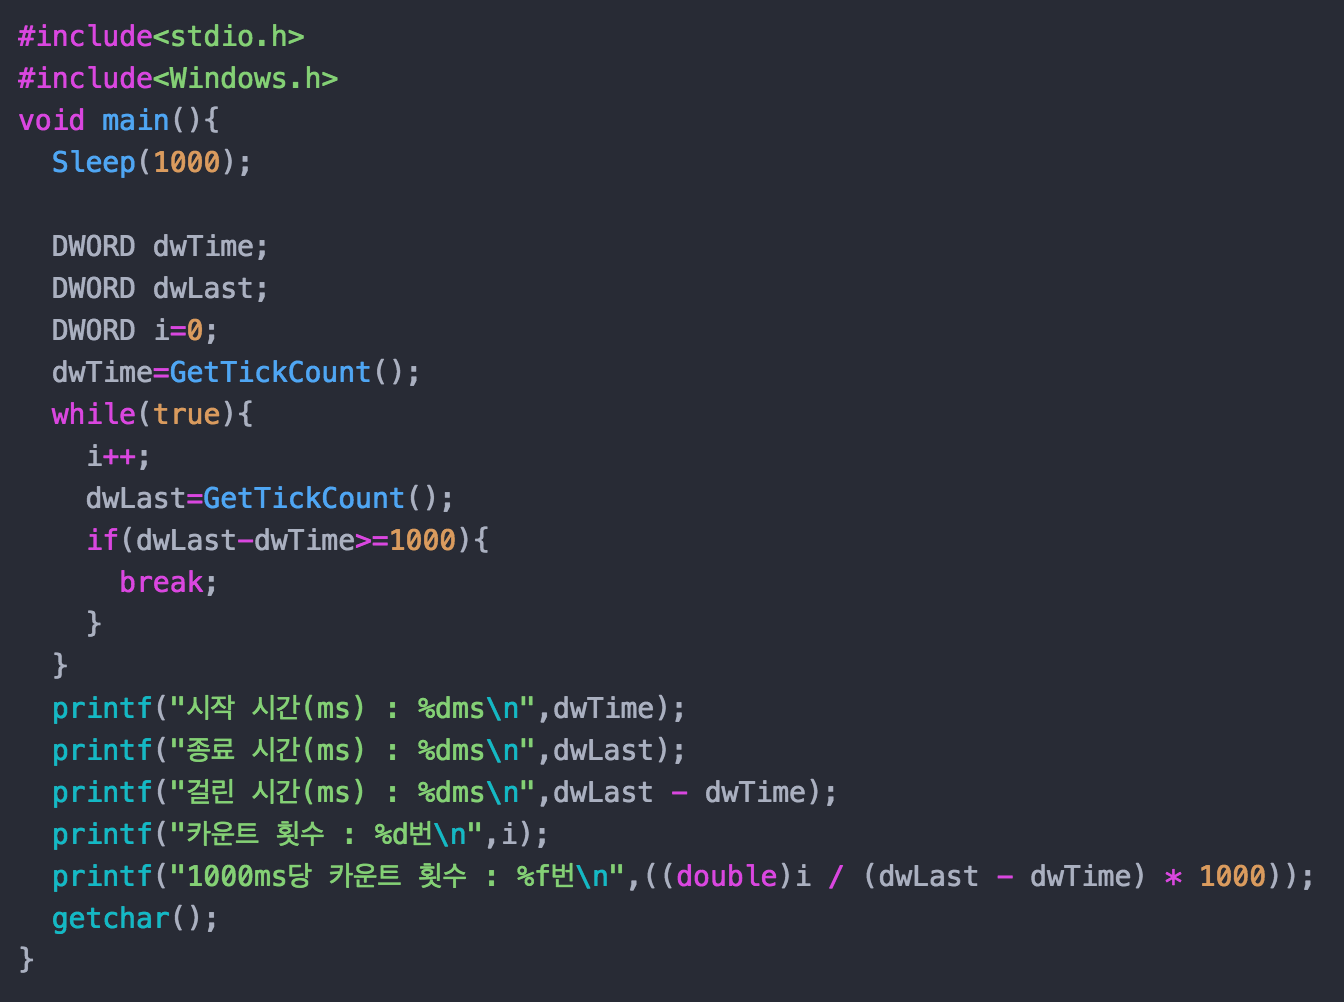 #include<stdio.h>
#include<Windows.h>
void main(){
  Sleep(1000);

  DWORD dwTime;
  DWORD dwLast;
  DWORD i=0;
  dwTime=GetTickCount();
  while(true){
    i++;
    dwLast=GetTickCount();
    if(dwLast-dwTime>=1000){
      break;
    }
  }
  printf("시작 시간(ms) : %dms\n",dwTime);
  printf("종료 시간(ms) : %dms\n",dwLast);
  printf("걸린 시간(ms) : %dms\n",dwLast - dwTime);
  printf("카운트 횟수 : %d번\n",i);
  printf("1000ms당 카운트 횟수 : %f번\n",((double)i / (dwLast - dwTime) * 1000));
  getchar();
}